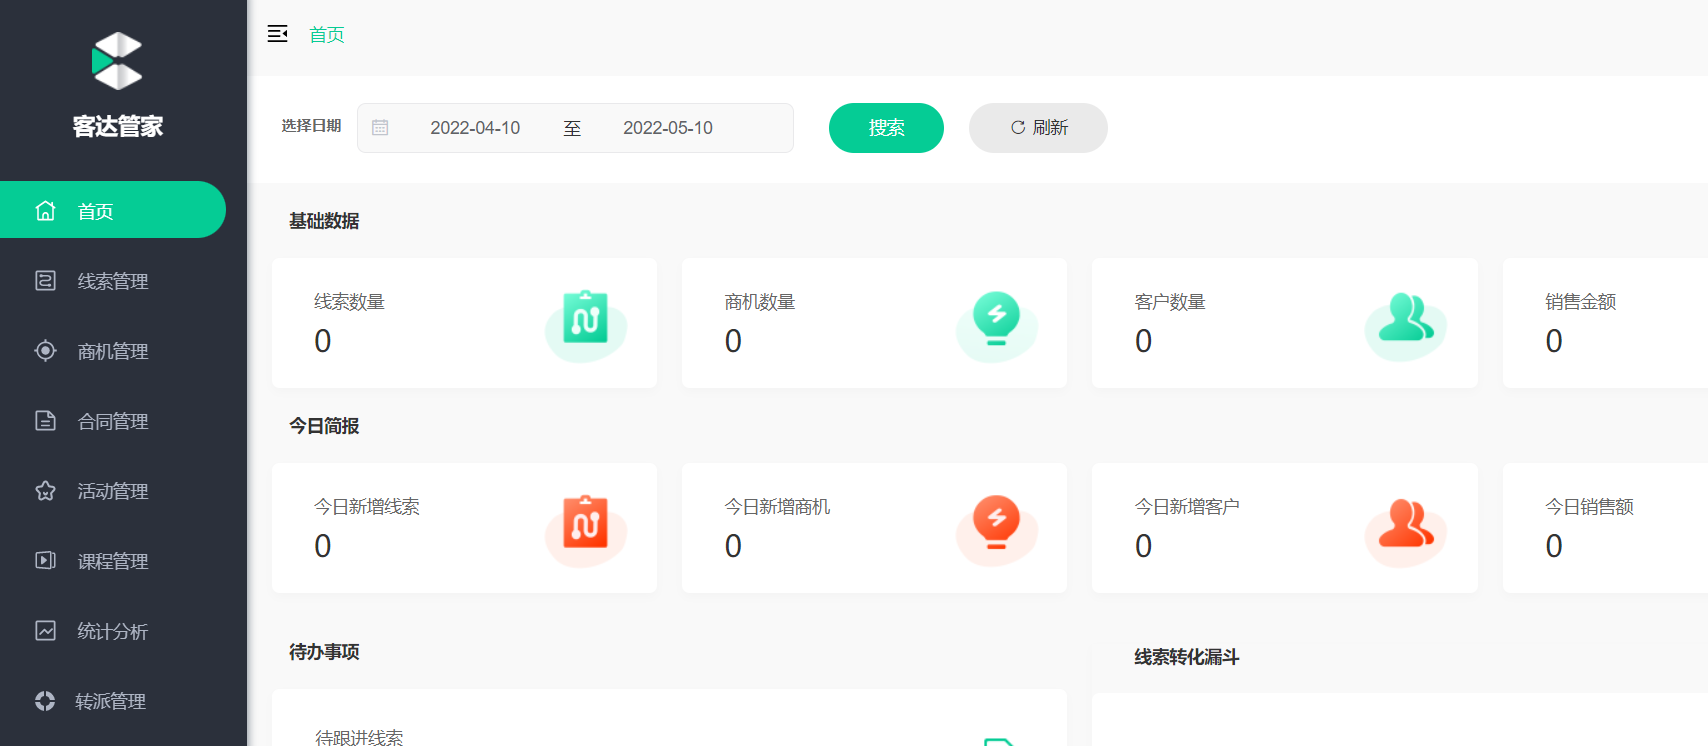 客达管家
首页
线索管理
商机管理
合同管理
活动管理
课程管理
统计分析
转派管理
首页
选择日期 2022-04-10 至 2022-05-10 搜索 刷新
基础数据
线索数量 商机数量 客户数量 销售金额
0 0 0 0
今日简报
今日新增线索 今日新增商机 今日新增客户 今日销售额
0 0 0 0
待办事项 线索转化漏斗
待跟进线索